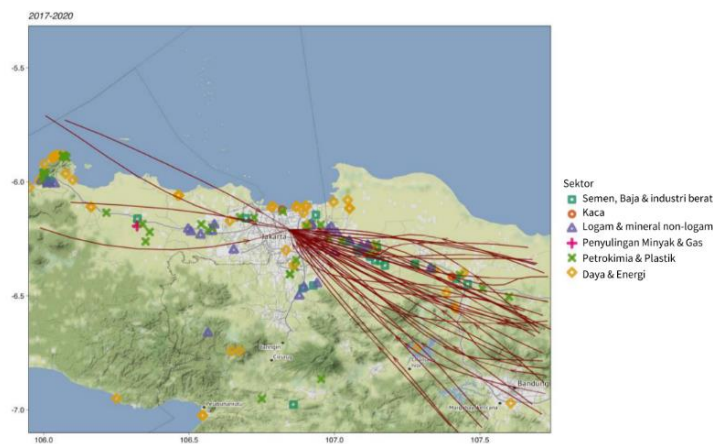 2017-2020
-5.5
-6.0
-6.5
-7.0
106.0
106.5
107.0
107.5
Jakarta
Cicurug
Bandung
Sektor
Semen, Baja & industri berat
Kaca
Logam & mineral non-logam
Penyulingan Minyak & Gas
Petrokimia & Plastik
Daya & Energi